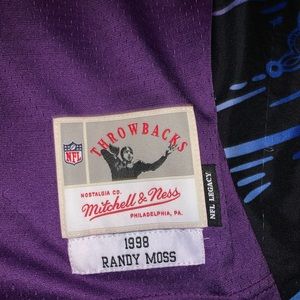 THROWBACKS
NFL
NOSTALGIA CO.
Mitchell & Ness
PHILADELPHIA, PA.
NFL LEGACY
1998
RANDY MOSS